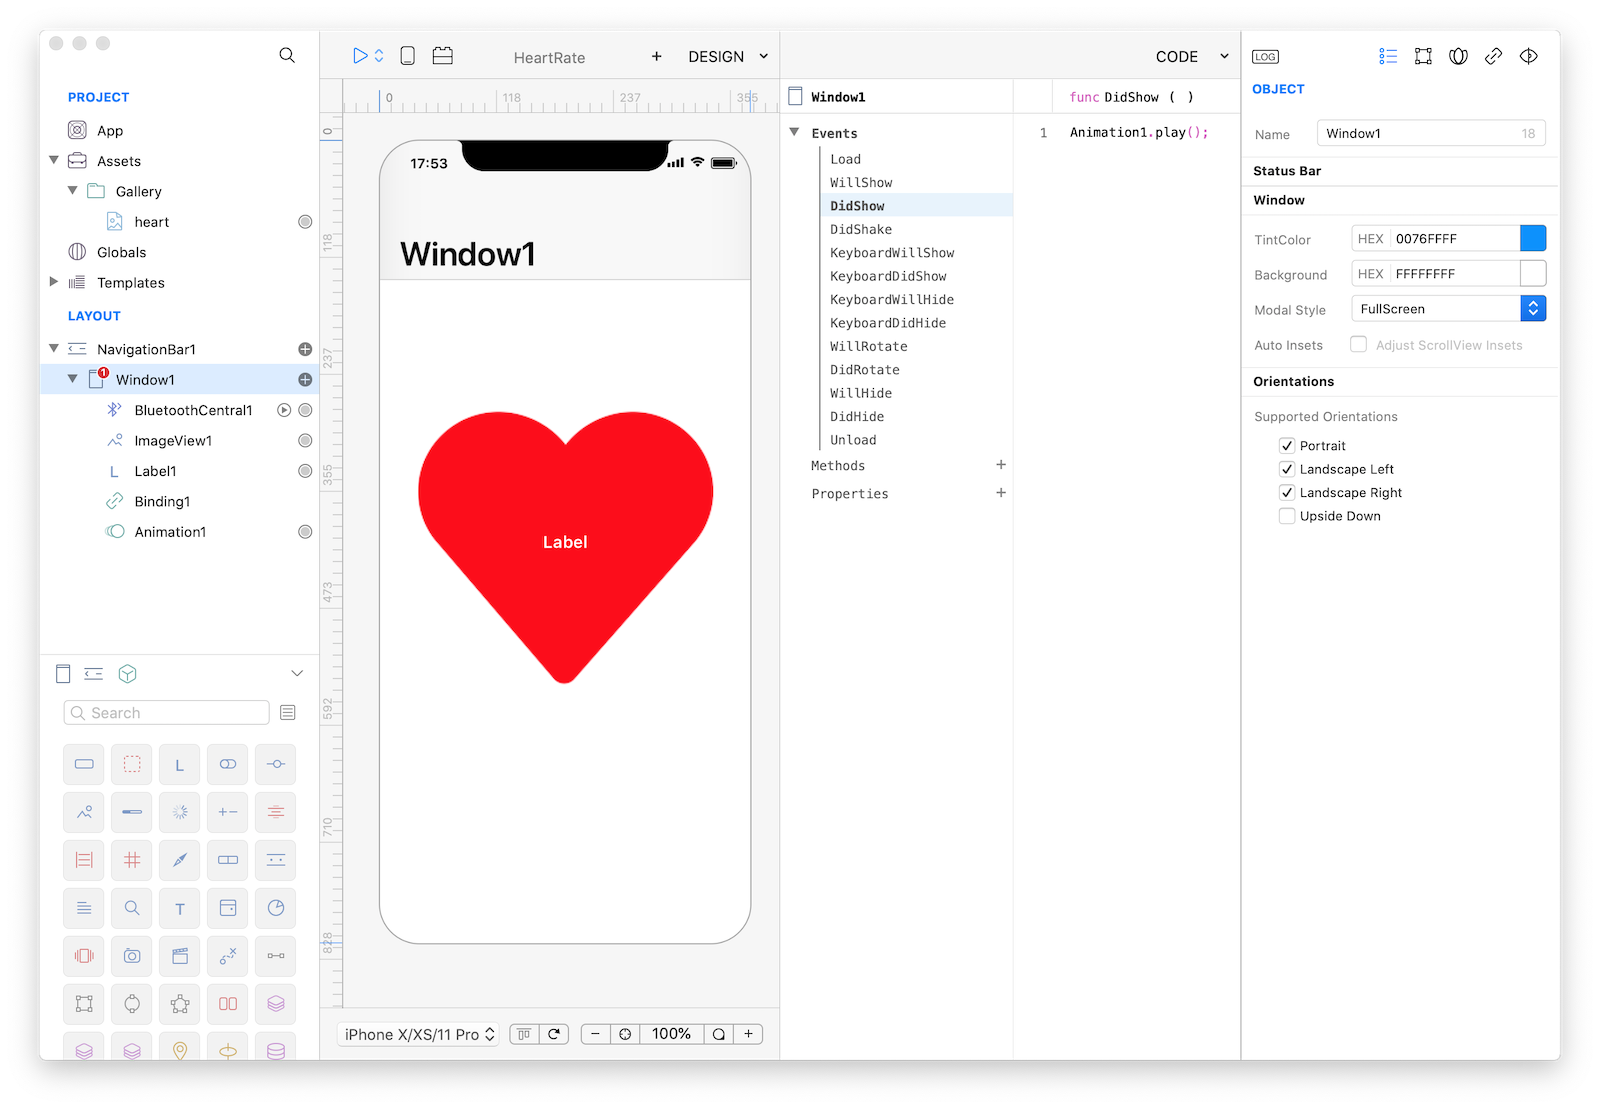 PROJECT
App
Assets
Gallery
heart
Globals
Templates
LAYOUT
NavigationBar1
Window1
1
BluetoothCentral1
ImageView1
L Label1
Binding1
Animation1
Search
L
T
HeartRate
+ DESIGN
0 118 237 355
0
118
237
355
473
592
710
828
17:53
Window1
Label
iPhone X/XS/11 Pro
− 100% +
CODE
Window1
Events
Load
WillShow
DidShow
DidShake
KeyboardWillShow
KeyboardDidShow
KeyboardWillHide
KeyboardDidHide
WillRotate
DidRotate
WillHide
DidHide
Unload
Methods +
Properties +
func DidShow ( )
1 Animation1.play();
LOG
OBJECT
Name Window1 18
Status Bar
Window
TintColor HEX 0076FFFF
Background HEX FFFFFFFF
Modal Style FullScreen
Auto Insets Adjust ScrollView Insets
Orientations
Supported Orientations
Portrait
Landscape Left
Landscape Right
Upside Down